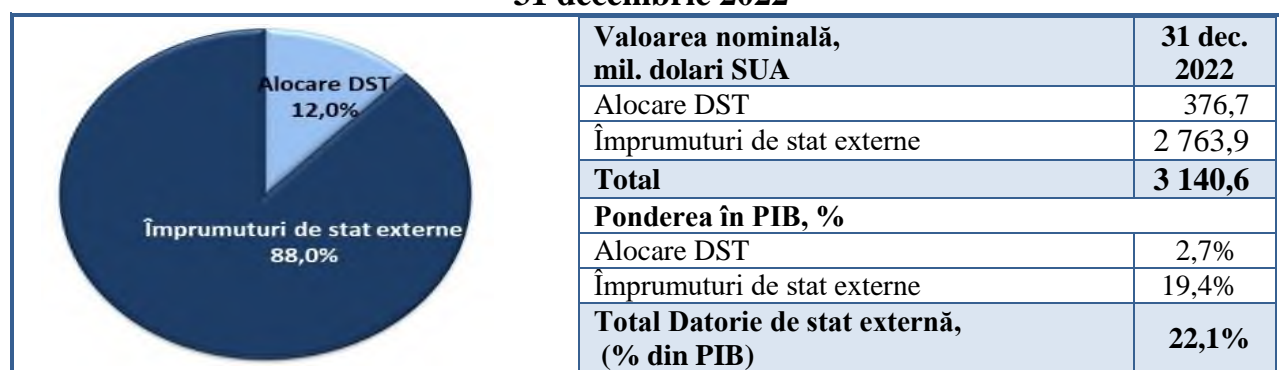 31 decembrie 2022
Alocare DST
12,0%
Împrumuturi de stat externe
88,0%
Valoarea nominală,
mil. dolari SUA
31 dec.
2022
Alocare DST 376,7
Împrumuturi de stat externe 2 763,9
Total 3 140,6
Ponderea în PIB, %
Alocare DST 2,7%
Împrumuturi de stat externe 19,4%
Total Datorie de stat externă,
(% din PIB)
22,1%